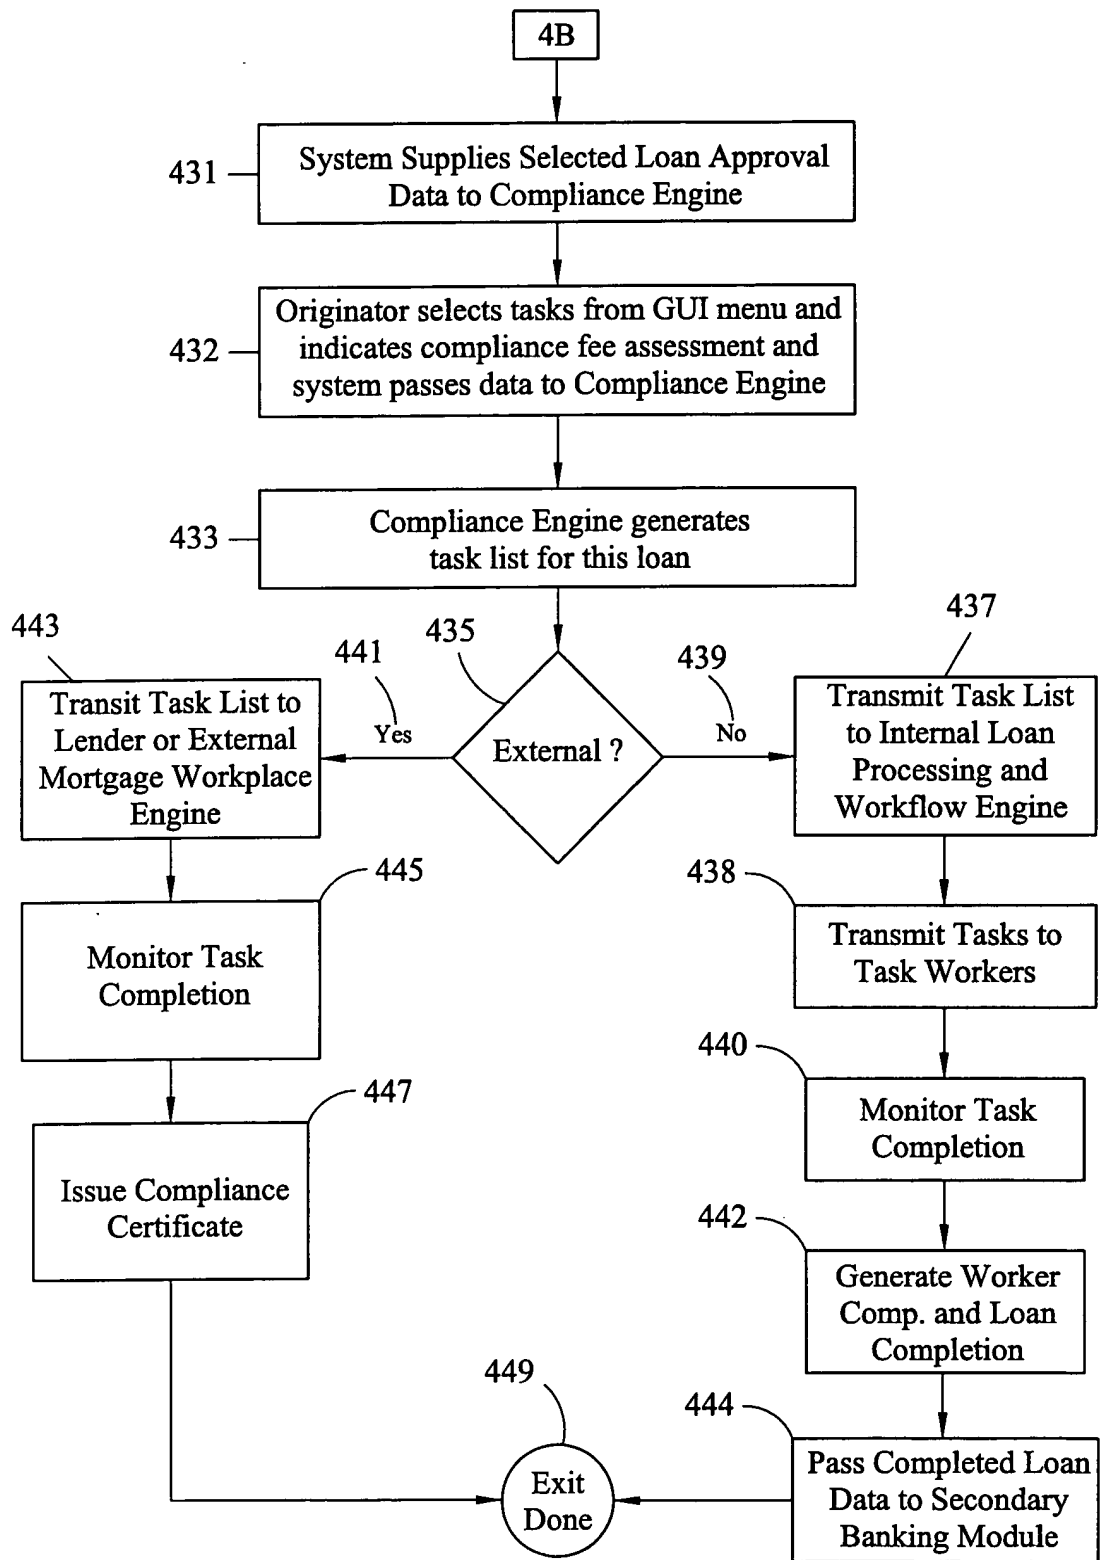 4B
431
System Supplies Selected Loan Approval
Data to Compliance Engine
432
Originator selects tasks from GUI menu and
indicates compliance fee assessment and
system passes data to Compliance Engine
433
Compliance Engine generates
task list for this loan
443
441
435
439
437
Transit Task List to
Lender or External
Mortgage Workplace
Engine
Yes
External ?
No
Transmit Task List
to Internal Loan
Processing and
Workflow Engine
445
Monitor Task
Completion
438
Transmit Tasks to
Task Workers
447
Issue Compliance
Certificate
440
Monitor Task
Completion
442
Generate Worker
Comp. and Loan
Completion
449
Exit
Done
444
Pass Completed Loan
Data to Secondary
Banking Module